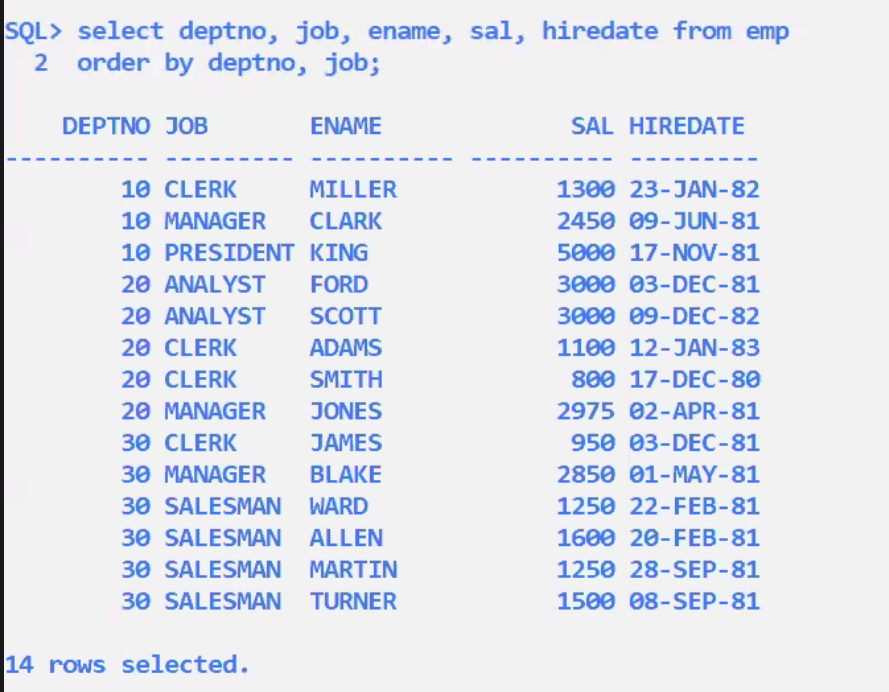 SQL> select deptno, job, ename, sal, hiredate from emp
  2  order by deptno, job;

    DEPTNO JOB       ENAME             SAL HIREDATE
---------- --------- ---------- ---------- ---------
        10 CLERK     MILLER           1300 23-JAN-82
        10 MANAGER   CLARK            2450 09-JUN-81
        10 PRESIDENT KING             5000 17-NOV-81
        20 ANALYST   FORD             3000 03-DEC-81
        20 ANALYST   SCOTT            3000 09-DEC-82
        20 CLERK     ADAMS            1100 12-JAN-83
        20 CLERK     SMITH             800 17-DEC-80
        20 MANAGER   JONES            2975 02-APR-81
        30 CLERK     JAMES             950 03-DEC-81
        30 MANAGER   BLAKE            2850 01-MAY-81
        30 SALESMAN  WARD             1250 22-FEB-81
        30 SALESMAN  ALLEN            1600 20-FEB-81
        30 SALESMAN  MARTIN           1250 28-SEP-81
        30 SALESMAN  TURNER           1500 08-SEP-81

14 rows selected.